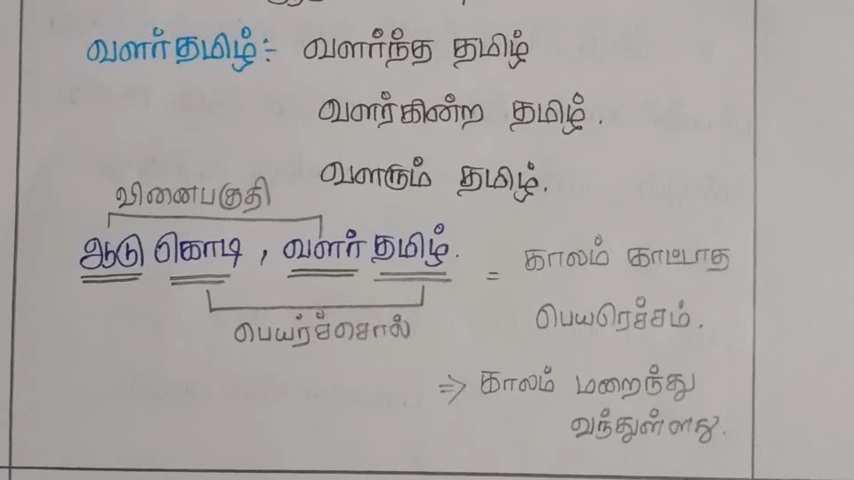 வளர்தமிழ்:- வளர்ந்த தமிழ்
வளர்கின்ற தமிழ்.
வளரும் தமிழ்.
வினைபகுதி
ஆடு கொடி, வளர் தமிழ். = காலம் காட்டாத
பெயரெச்சம்.
பெயர்ச்சொல்
=> காலம் மறைந்து
வந்துள்ளது.